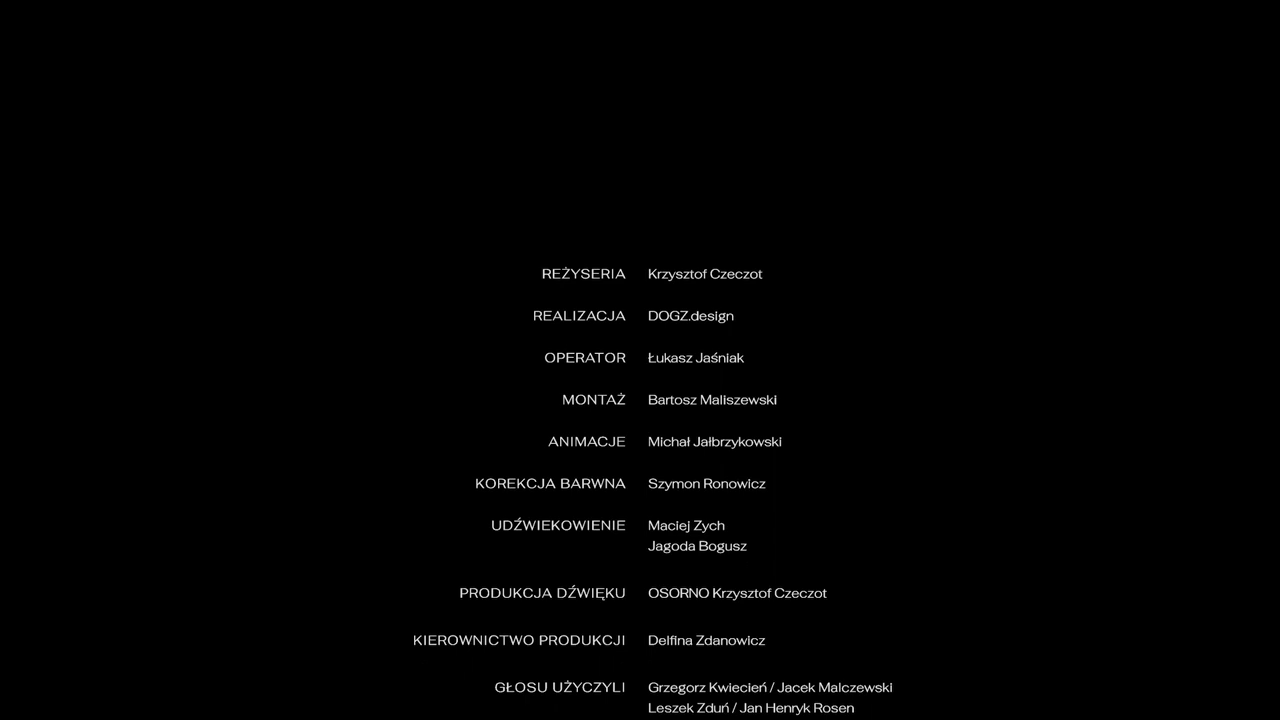 REŻYSERIA Krzysztof Czeczot
REALIZACJA DOGZ.design
OPERATOR Łukasz Jaśniak
MONTAŻ Bartosz Maliszewski
ANIMACJE Michał Jałbrzykowski
KOREKCJA BARWNA Szymon Ronowicz
UDŹWIEKOWIENIE Maciej Zych
Jagoda Bogusz
PRODUKCJA DŹWIĘKU OSORNO Krzysztof Czeczot
KIEROWNICTWO PRODUKCJI Delfina Zdanowicz
GŁOSU UŻYCZYLI Grzegorz Kwiecień / Jacek Malczewski
Leszek Zduń / Jan Henryk Rosen